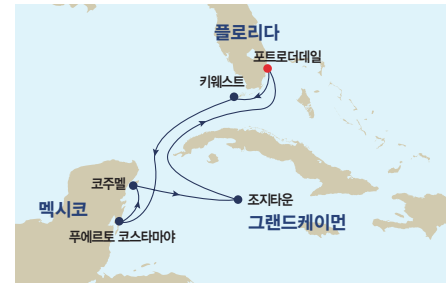 플로리다
포트로더데일
키웨스트
코주멜
멕시코
조지타운
그랜드케이먼
푸에르토 코스타마야